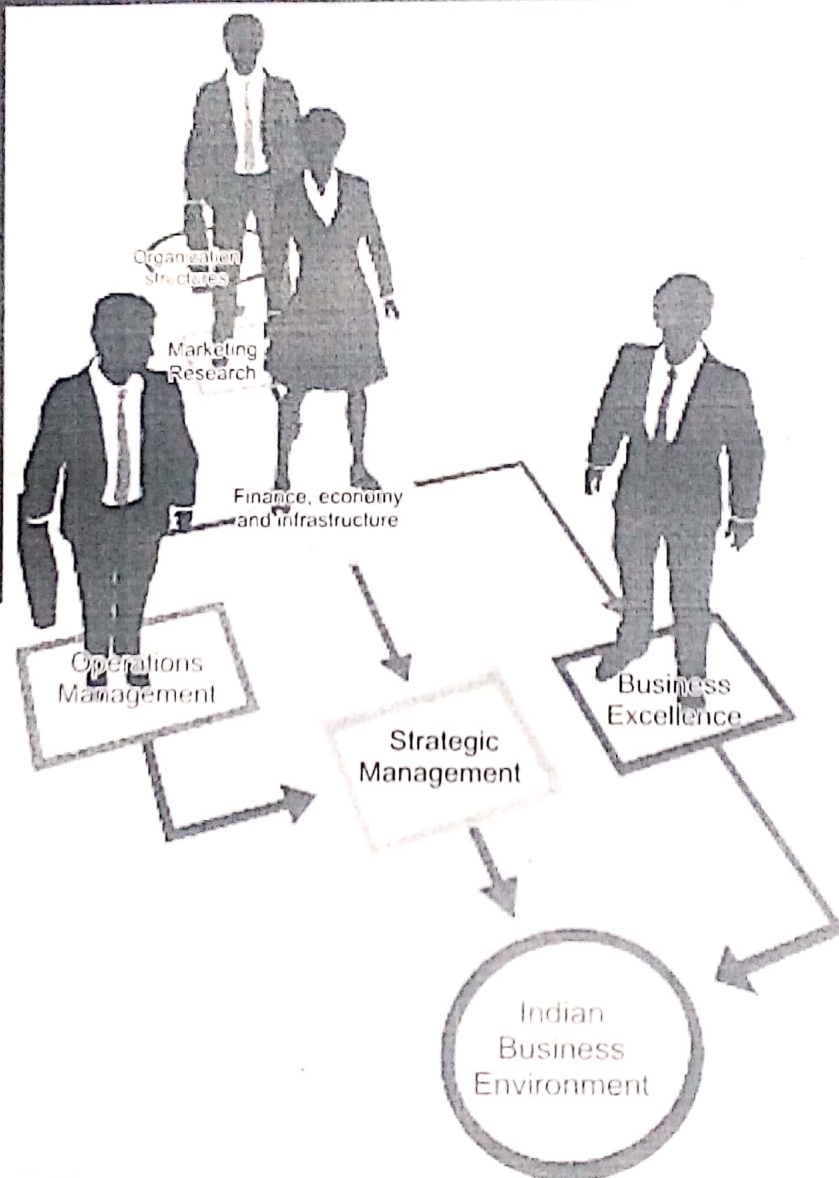 Organization
structures
Marketing
Research
Finance, economy
and infrastructure
Operations
Management
Business
Excellence
Strategic
Management
Indian
Business
Environment